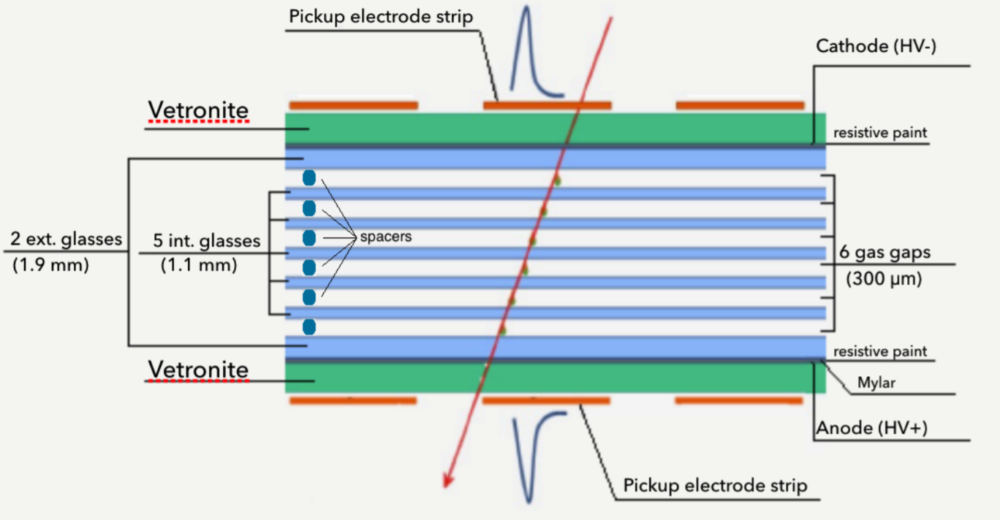 Pickup electrode strip
Cathode (HV-)
Vetronite
resistive paint
2 ext. glasses
(1.9 mm)
5 int. glasses
(1.1 mm)
spacers
6 gas gaps
(300 μm)
resistive paint
Vetronite
Mylar
Anode (HV+)
Pickup electrode strip